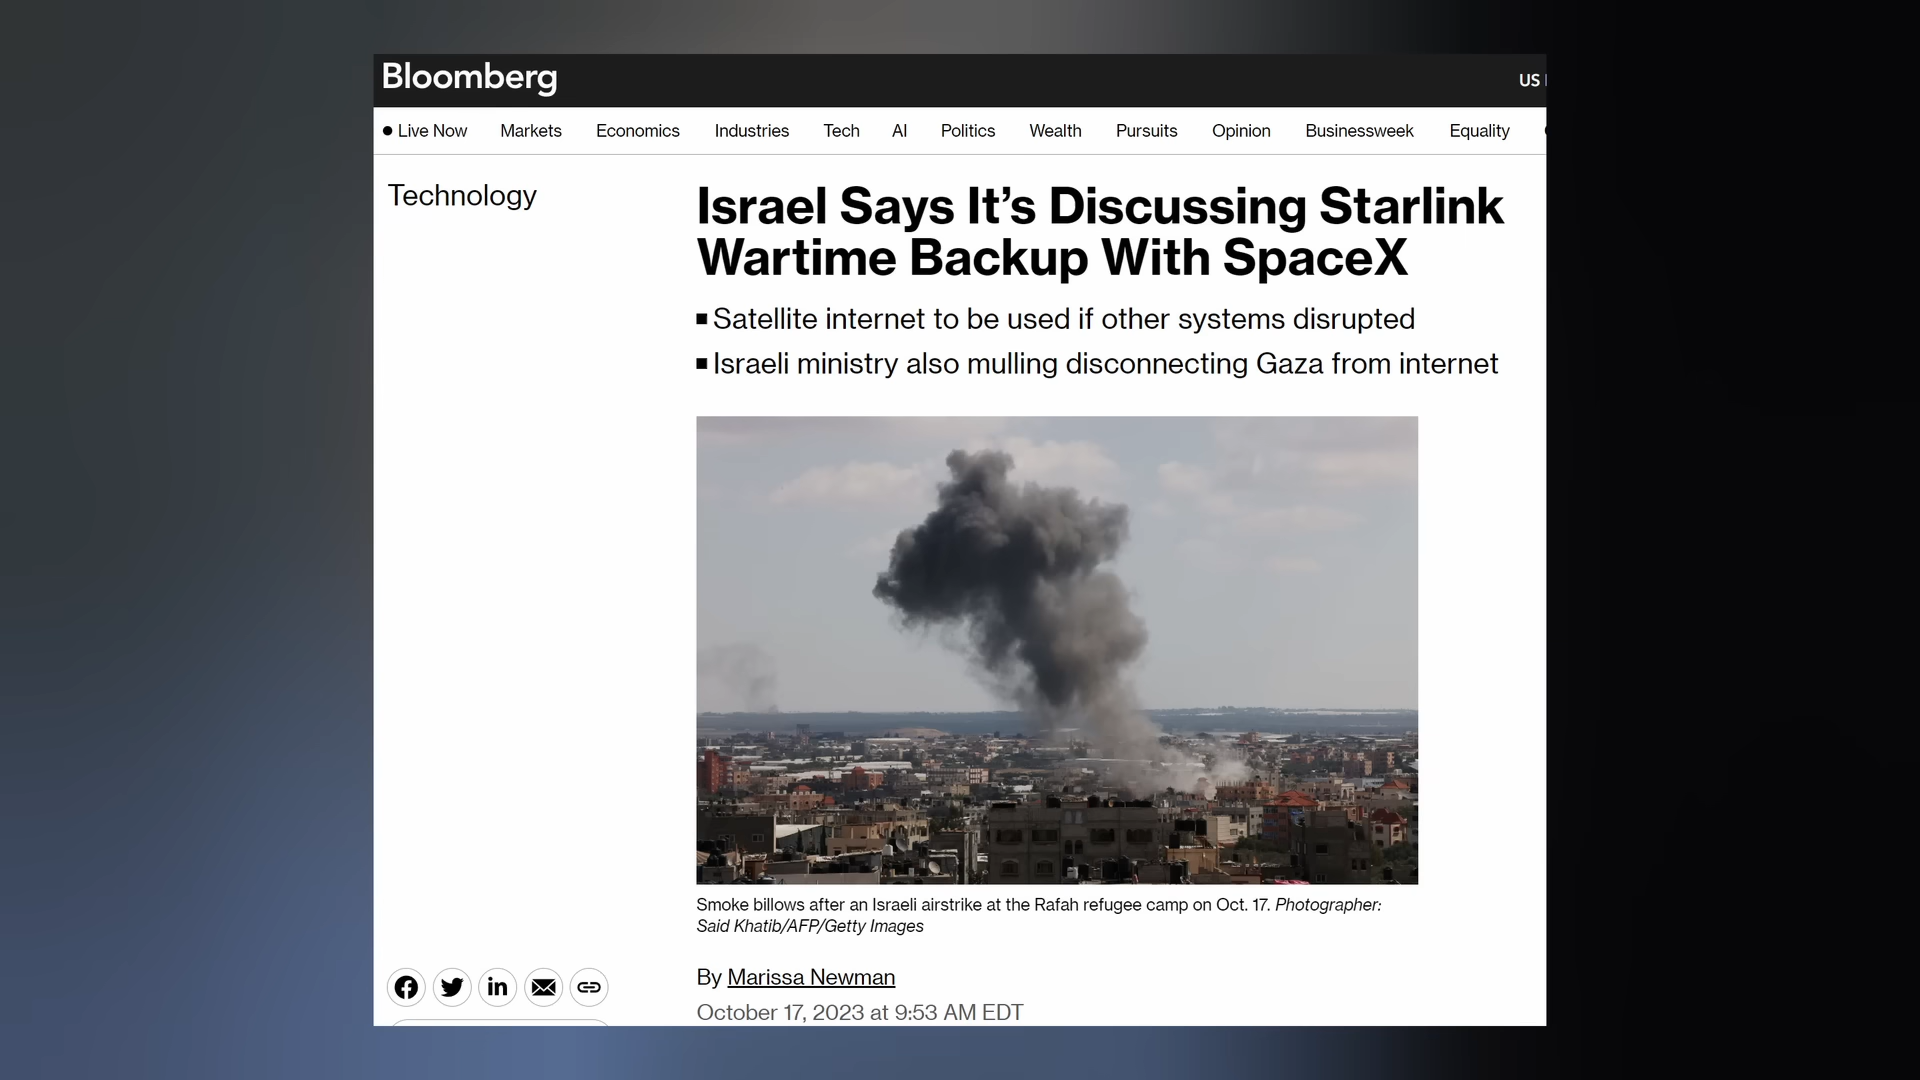 Bloomberg
US
Live Now Markets Economics Industries Tech AI Politics Wealth Pursuits Opinion Businessweek Equality
Technology
Israel Says It’s Discussing Starlink
Wartime Backup With SpaceX
Satellite internet to be used if other systems disrupted
Israeli ministry also mulling disconnecting Gaza from internet
Smoke billows after an Israeli airstrike at the Rafah refugee camp on Oct. 17. Photographer:
Said Khatib/AFP/Getty Images
By Marissa Newman
October 17, 2023 at 9:53 AM EDT